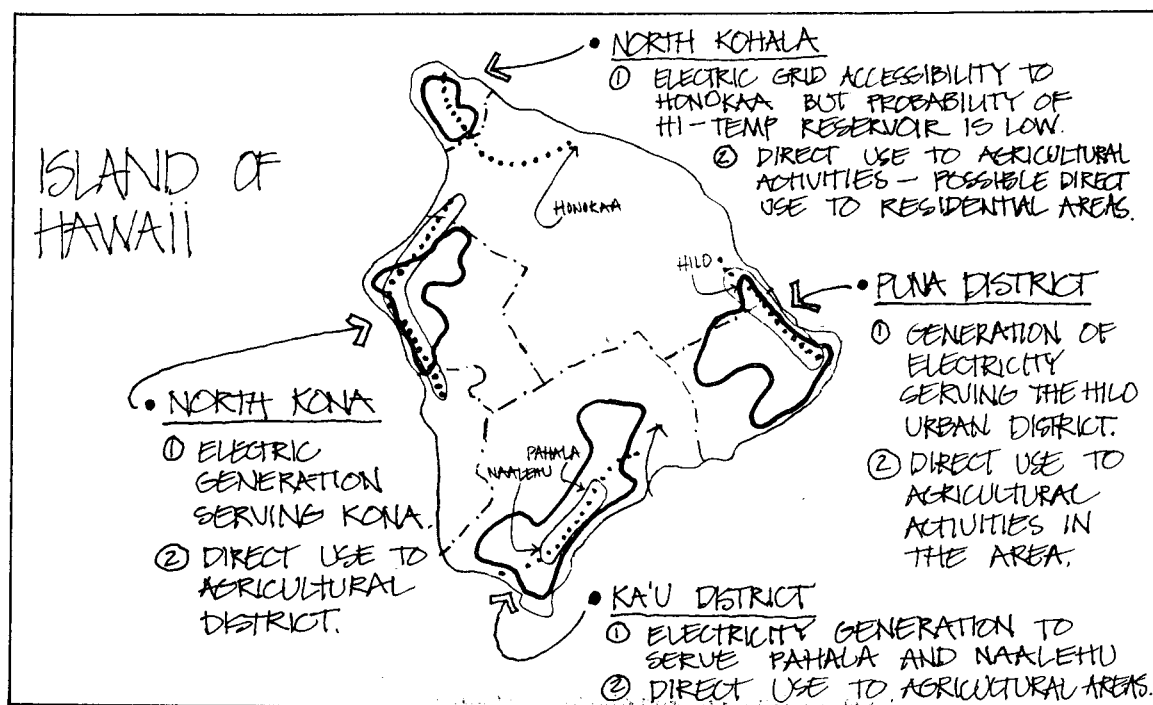 ISLAND OF
HAWAII
• NORTH KOHALA
① ELECTRIC GRID ACCESSIBILITY TO
HONOKAA BUT PROBABILITY OF
HI-TEMP RESERVOIR IS LOW.
② DIRECT USE TO AGRICULTURAL
ACTIVITIES — POSSIBLE DIRECT
USE TO RESIDENTIAL AREAS.
HONOKAA
HILO
• PUNA DISTRICT
① GENERATION OF
ELECTRICITY
SERVING THE HILO
URBAN DISTRICT.
② DIRECT USE TO
AGRICULTURAL
ACTIVITIES IN
THE AREA.
• NORTH KONA
① ELECTRIC
GENERATION
SERVING KONA.
② DIRECT USE TO
AGRICULTURAL
DISTRICT.
PAHALA
NAALEHU
• KA'U DISTRICT
① ELECTRICITY GENERATION TO
SERVE PAHALA AND NAALEHU
② DIRECT USE TO AGRICULTURAL AREAS.